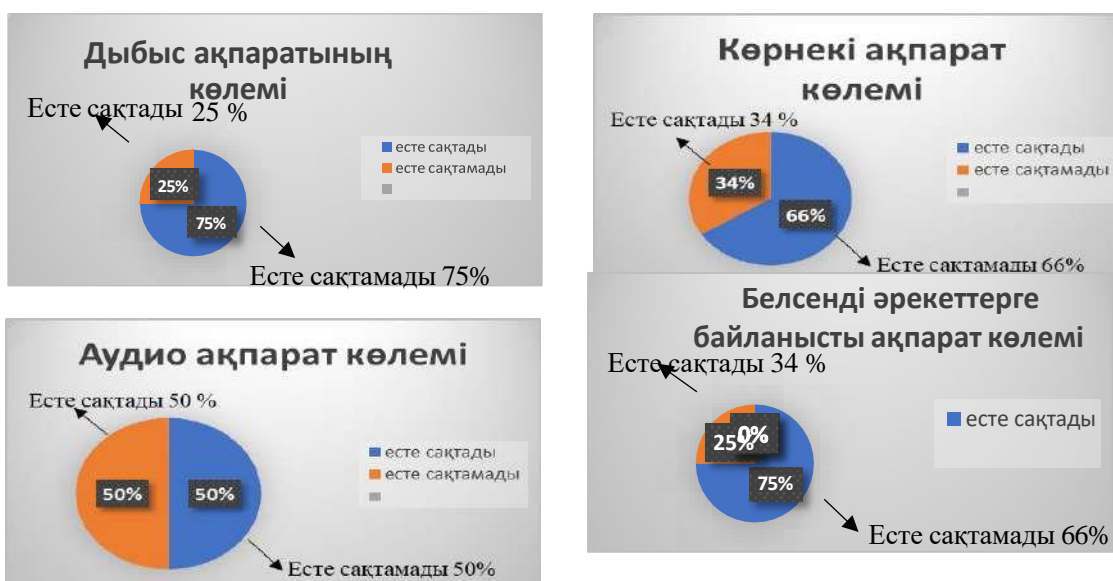 Дыбыс ақпаратының
көлемі
Есте сақтады 25 %
есте сақтады
есте сақтамады
25%
75%
Есте сақтамады 75%
Көрнекі ақпарат
көлемі
Есте сақтады 34 %
есте сақтады
есте сақтамады
34%
66%
Есте сақтамады 66%
Аудио ақпарат көлемі
Есте сақтады 50 %
есте сақтады
есте сақтамады
50%
50%
Есте сақтамады 50%
Белсенді әрекеттерге
байланысты ақпарат көлемі
Есте сақтады 34 %
есте сақтады
25%
0%
75%
Есте сақтамады 66%